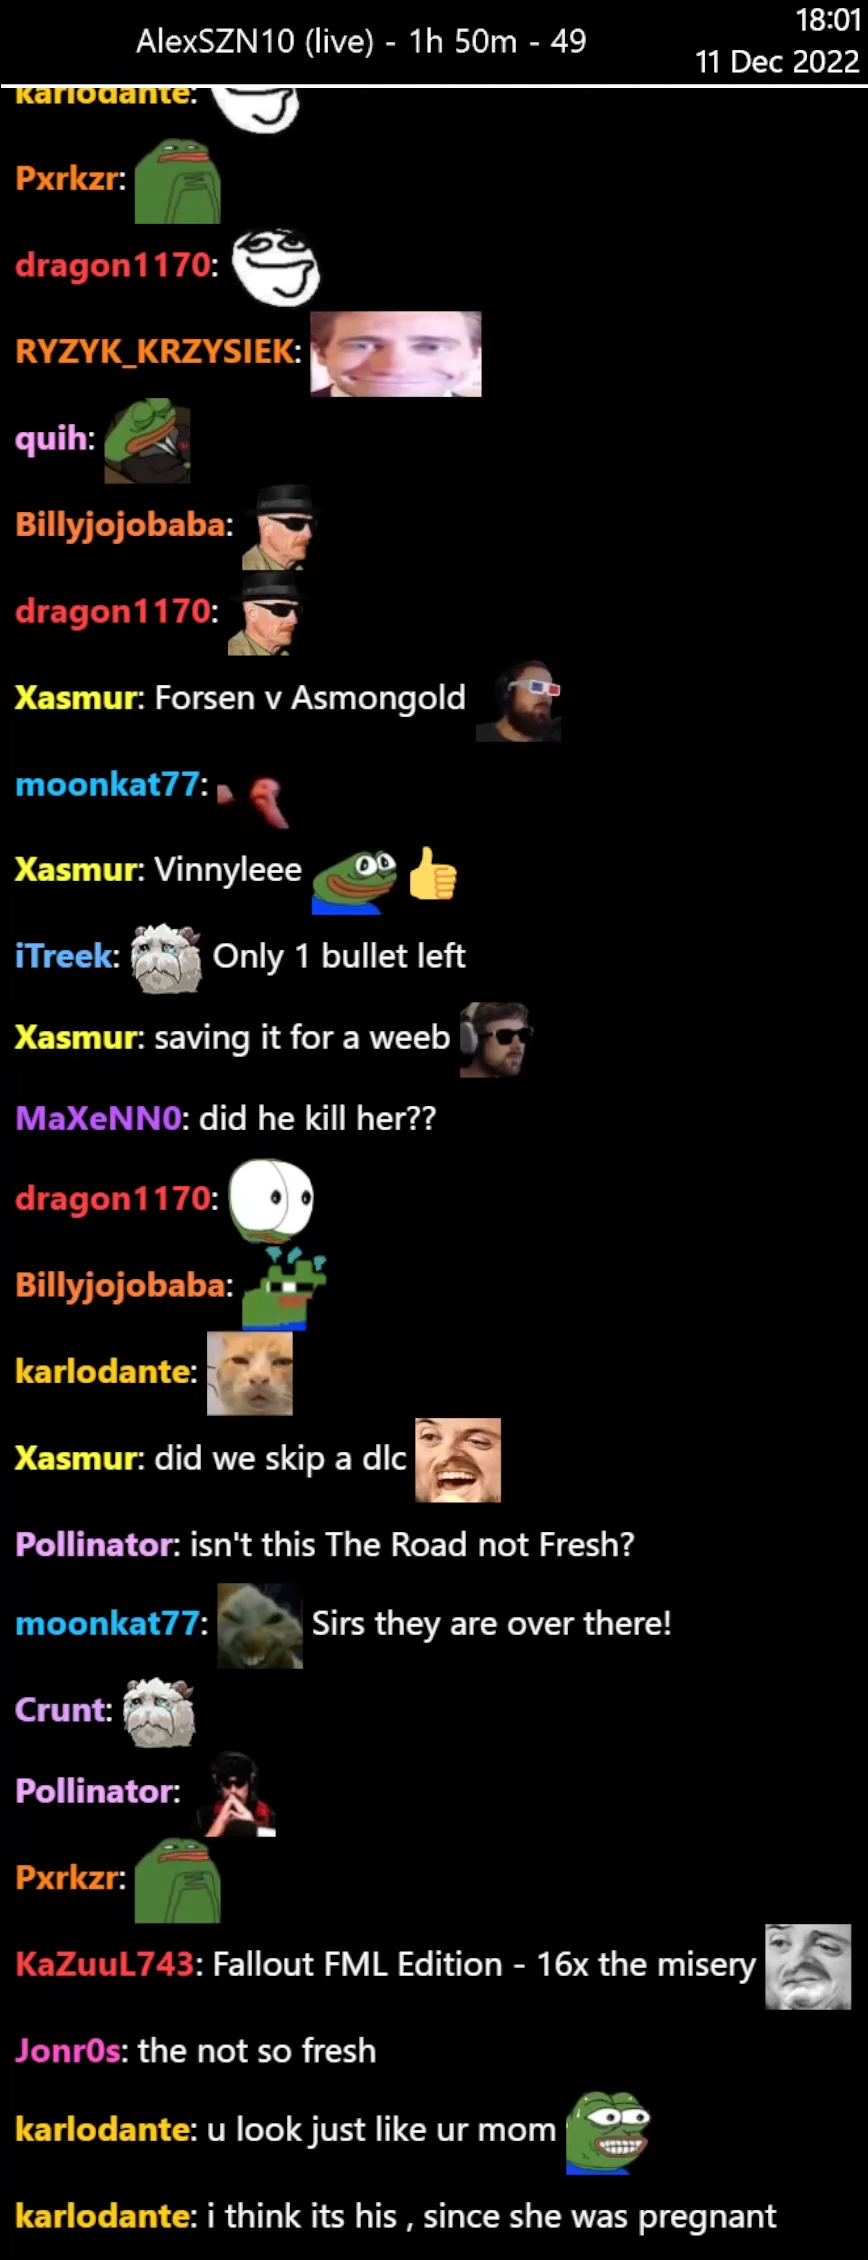 AlexSZN10 (live) - 1h 50m - 49
18:01
11 Dec 2022
karlodante:
Pxrkzr:
dragon1170:
RYZYK_KRZYSIEK:
quih:
Billyjojobaba:
dragon1170:
Xasmur: Forsen v Asmongold
moonkat77:
Xasmur: Vinnyleee
iTreek: Only 1 bullet left
Xasmur: saving it for a weeb
MaXeNN0: did he kill her??
dragon1170:
Billyjojobaba:
karlodante:
Xasmur: did we skip a dlc
Pollinator: isn't this The Road not Fresh?
moonkat77: Sirs they are over there!
Crunt:
Pollinator:
Pxrkzr:
KaZuuL743: Fallout FML Edition - 16x the misery
Jonr0s: the not so fresh
karlodante: u look just like ur mom
karlodante: i think its his , since she was pregnant